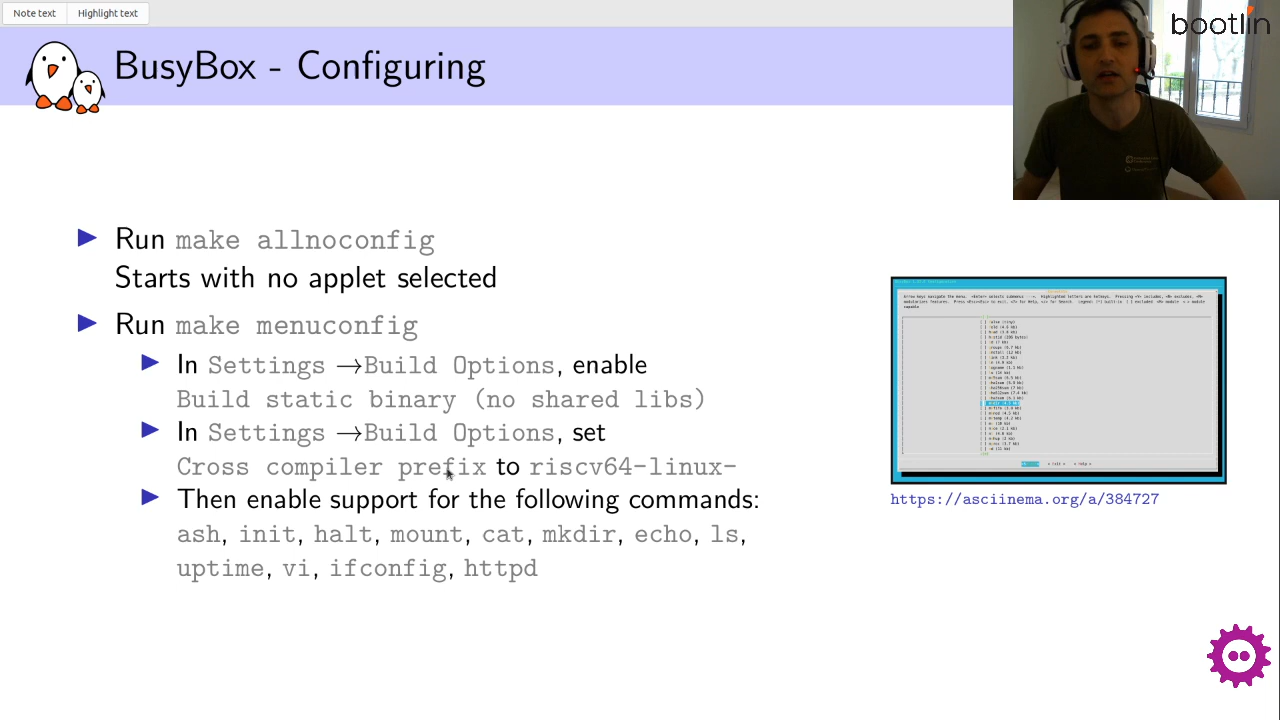 Note text
Highlight text
bootlin
BusyBox - Configuring
▶ Run make allnoconfig
Starts with no applet selected
▶ Run make menuconfig
▶ In Settings →Build Options, enable
Build static binary (no shared libs)
▶ In Settings →Build Options, set
Cross compiler prefix to riscv64-linux-
▶ Then enable support for the following commands:
ash, init, halt, mount, cat, mkdir, echo, ls,
uptime, vi, ifconfig, httpd
https://asciinema.org/a/384727